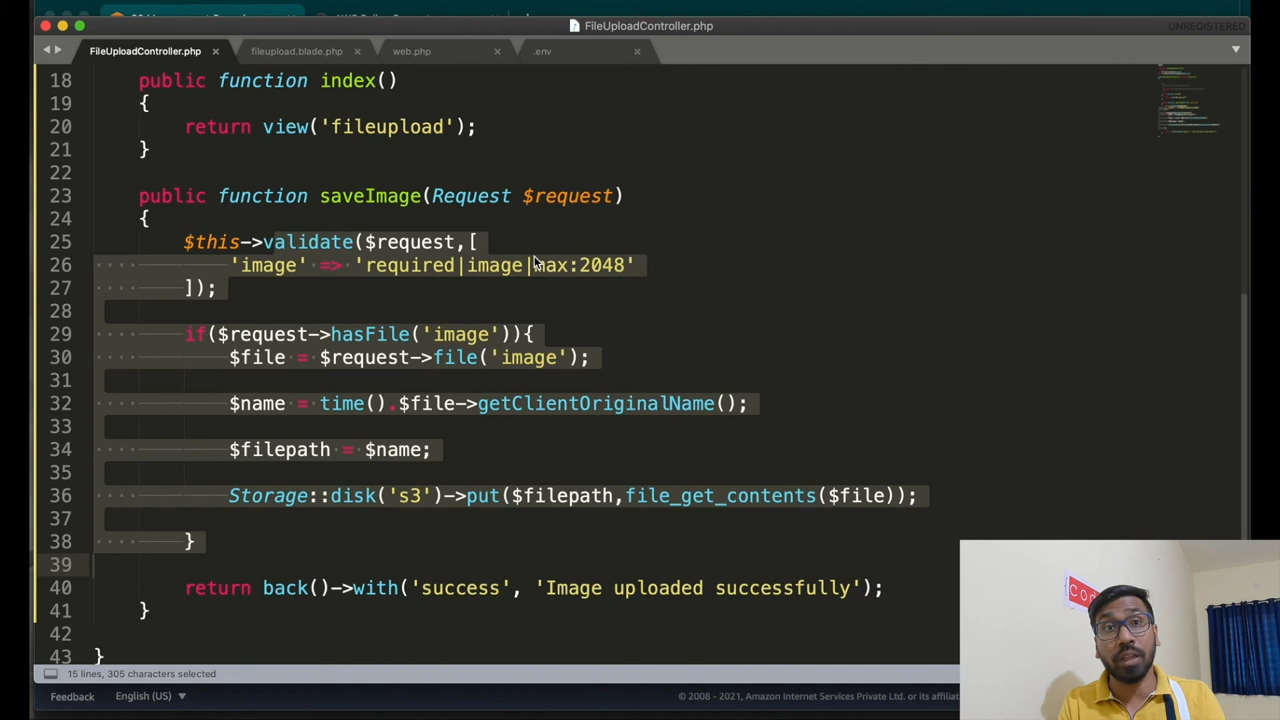 FileUploadController.php
UNREGISTERED
FileUploadController.php
fileupload.blade.php
web.php
.env
18 public function index()
19 {
20 return view('fileupload');
21 }
22
23 public function saveImage(Request $request)
24 {
25 $this->validate($request,[
26 'image' => 'required|image|max:2048'
27 ]);
28
29 if($request->hasFile('image')){
30 $file = $request->file('image');
31
32 $name = time().$file->getClientOriginalName();
33
34 $filepath = $name;
35
36 Storage::disk('s3')->put($filepath,file_get_contents($file));
37
38 }
39
40 return back()->with('success', 'Image uploaded successfully');
41 }
42
43 }
15 lines, 305 characters selected
Feedback English (US) © 2008 - 2021, Amazon Internet Services Private Ltd. or its affiliat